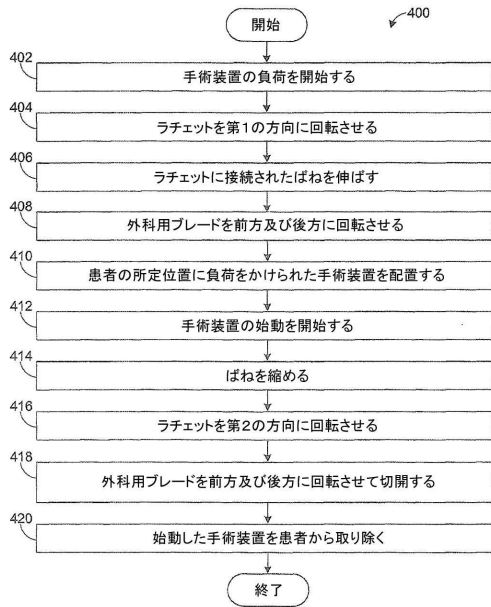 400
開始
402
手術装置の負荷を開始する
404
ラチェットを第1の方向に回転させる
406
ラチェットに接続されたばねを伸ばす
408
外科用ブレードを前方及び後方に回転させる
410
患者の所定位置に負荷をかけられた手術装置を配置する
412
手術装置の始動を開始する
414
ばねを縮める
416
ラチェットを第2の方向に回転させる
418
外科用ブレードを前方及び後方に回転させて切開する
420
始動した手術装置を患者から取り除く
終了